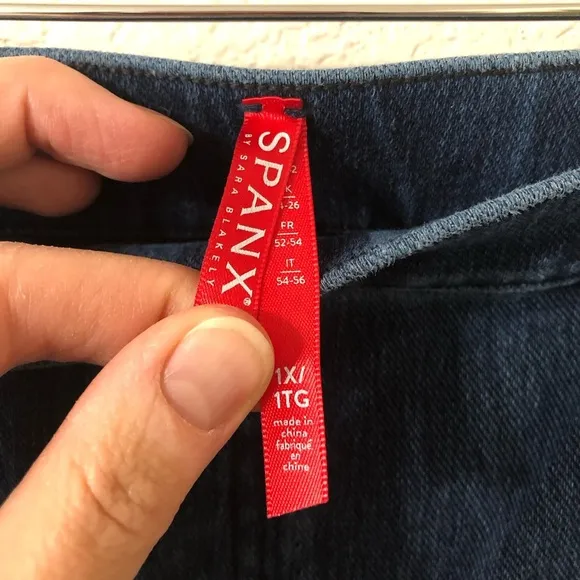 SPANX®
BY SARA BLAKELY
FR
52-54
IT
54-56
1X/
1TG
made in
china
fabriqué
en
chine